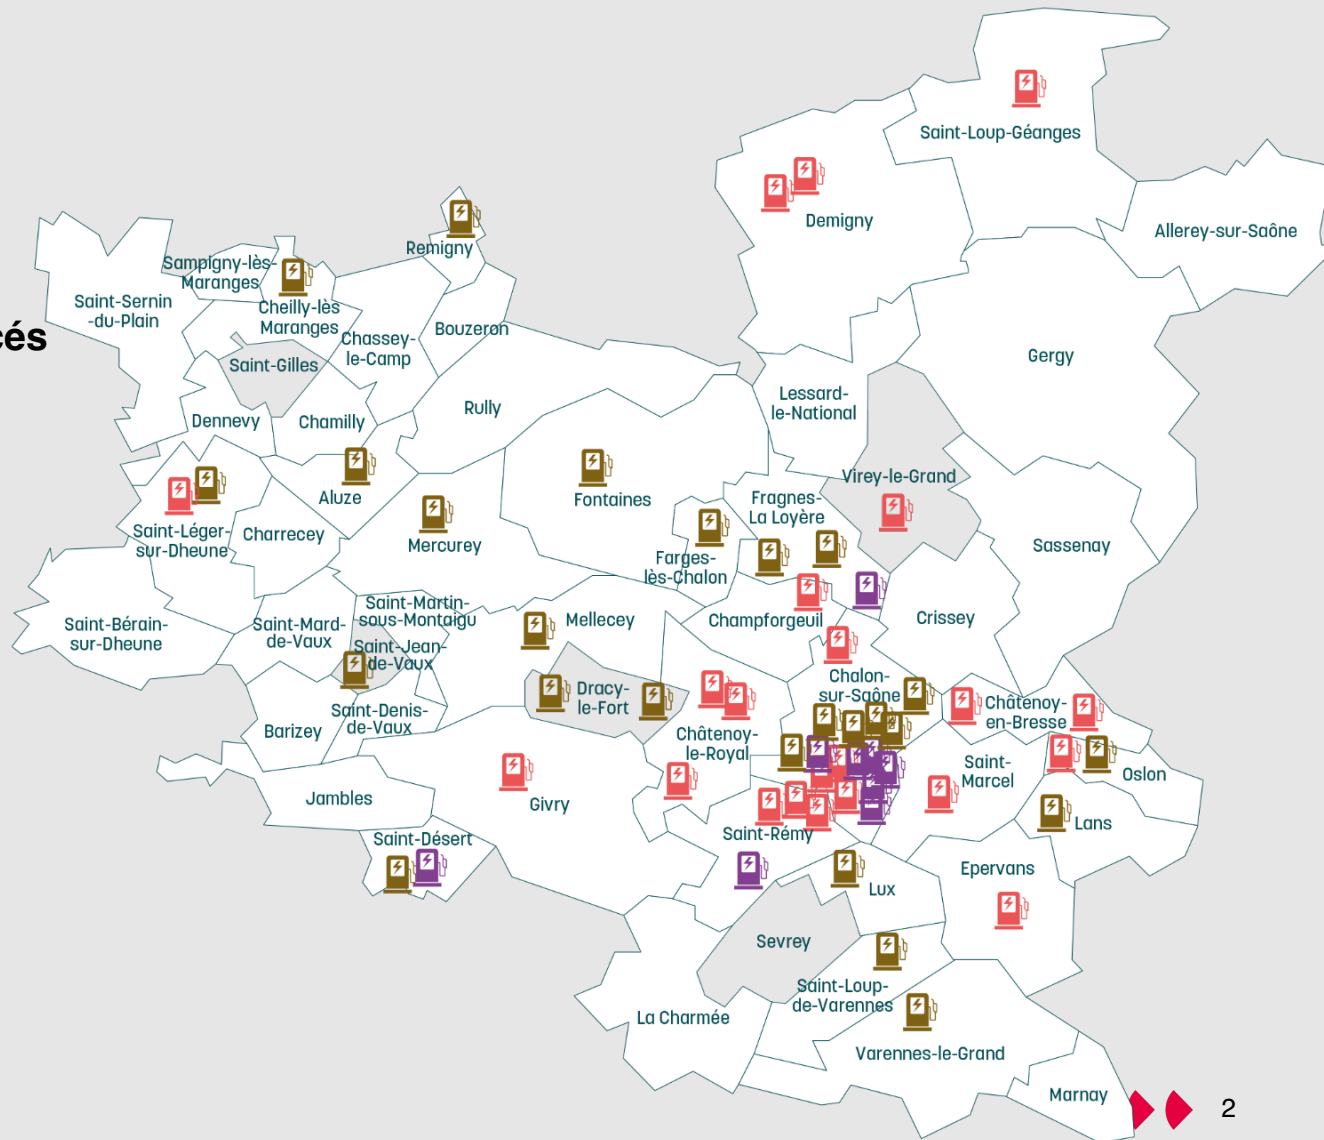 Saint-Loup-Géanges
Demigny
Allerey-sur-Saône
Remigny
Sampigny-lès-
Maranges
Saint-Sernin
-du-Plain
Cheilly-lès
Maranges
cés
Chassey-
le-Camp
Bouzeron
Gergy
Saint-Gilles
Lessard-
le-National
Rully
Dennevy
Chamilly
Virey-le-Grand
Aluze
Fontaines
Fragnes-
La Loyère
Saint-Léger-
sur-Dheune
Charrecey
Mercurey
Sassenay
Farges-
lès-Chalon
Saint-Martin-
sous-Montaigu
Mellecey
Champforgeuil
Crissey
Saint-Bérain-
sur-Dheune
Saint-Mard-
de-Vaux
Saint-Jean-
de-Vaux
Chalon-
sur-Saône
Dracy-
le-Fort
Châtenoy-
en-Bresse
Saint-Denis-
de-Vaux
Barizey
Châtenoy-
le-Royal
Saint-
Marcel
Oslon
Jambles
Givry
Lans
Saint-Désert
Saint-Rémy
Epervans
Lux
Sevrey
Saint-Loup-
de-Varennes
La Charmée
Varennes-le-Grand
Marnay
2